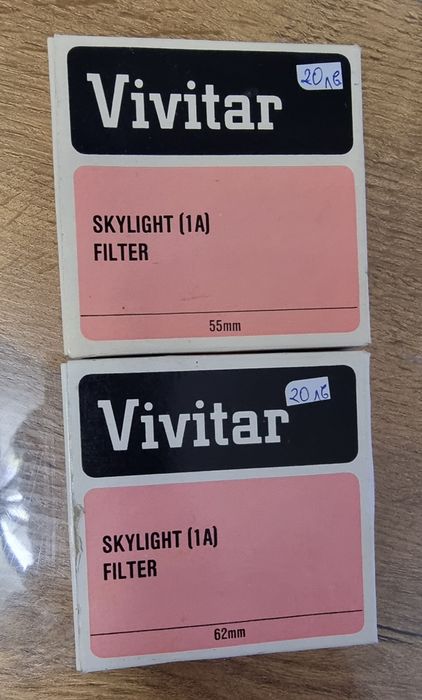 Vivitar
20лв
SKYLIGHT (1A)
FILTER
55mm
Vivitar
20лв
SKYLIGHT (1A)
FILTER
62mm